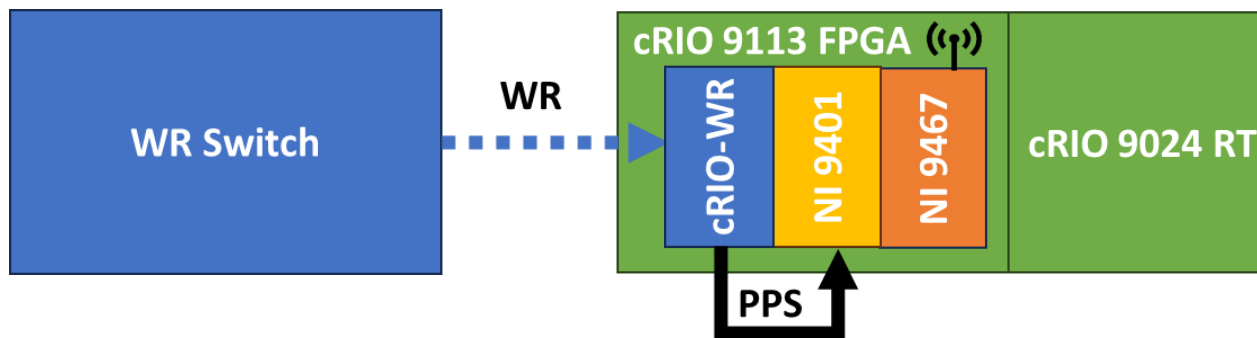 WR Switch
WR
cRIO 9113 FPGA
cRIO-WR
NI 9401
NI 9467
cRIO 9024 RT
PPS